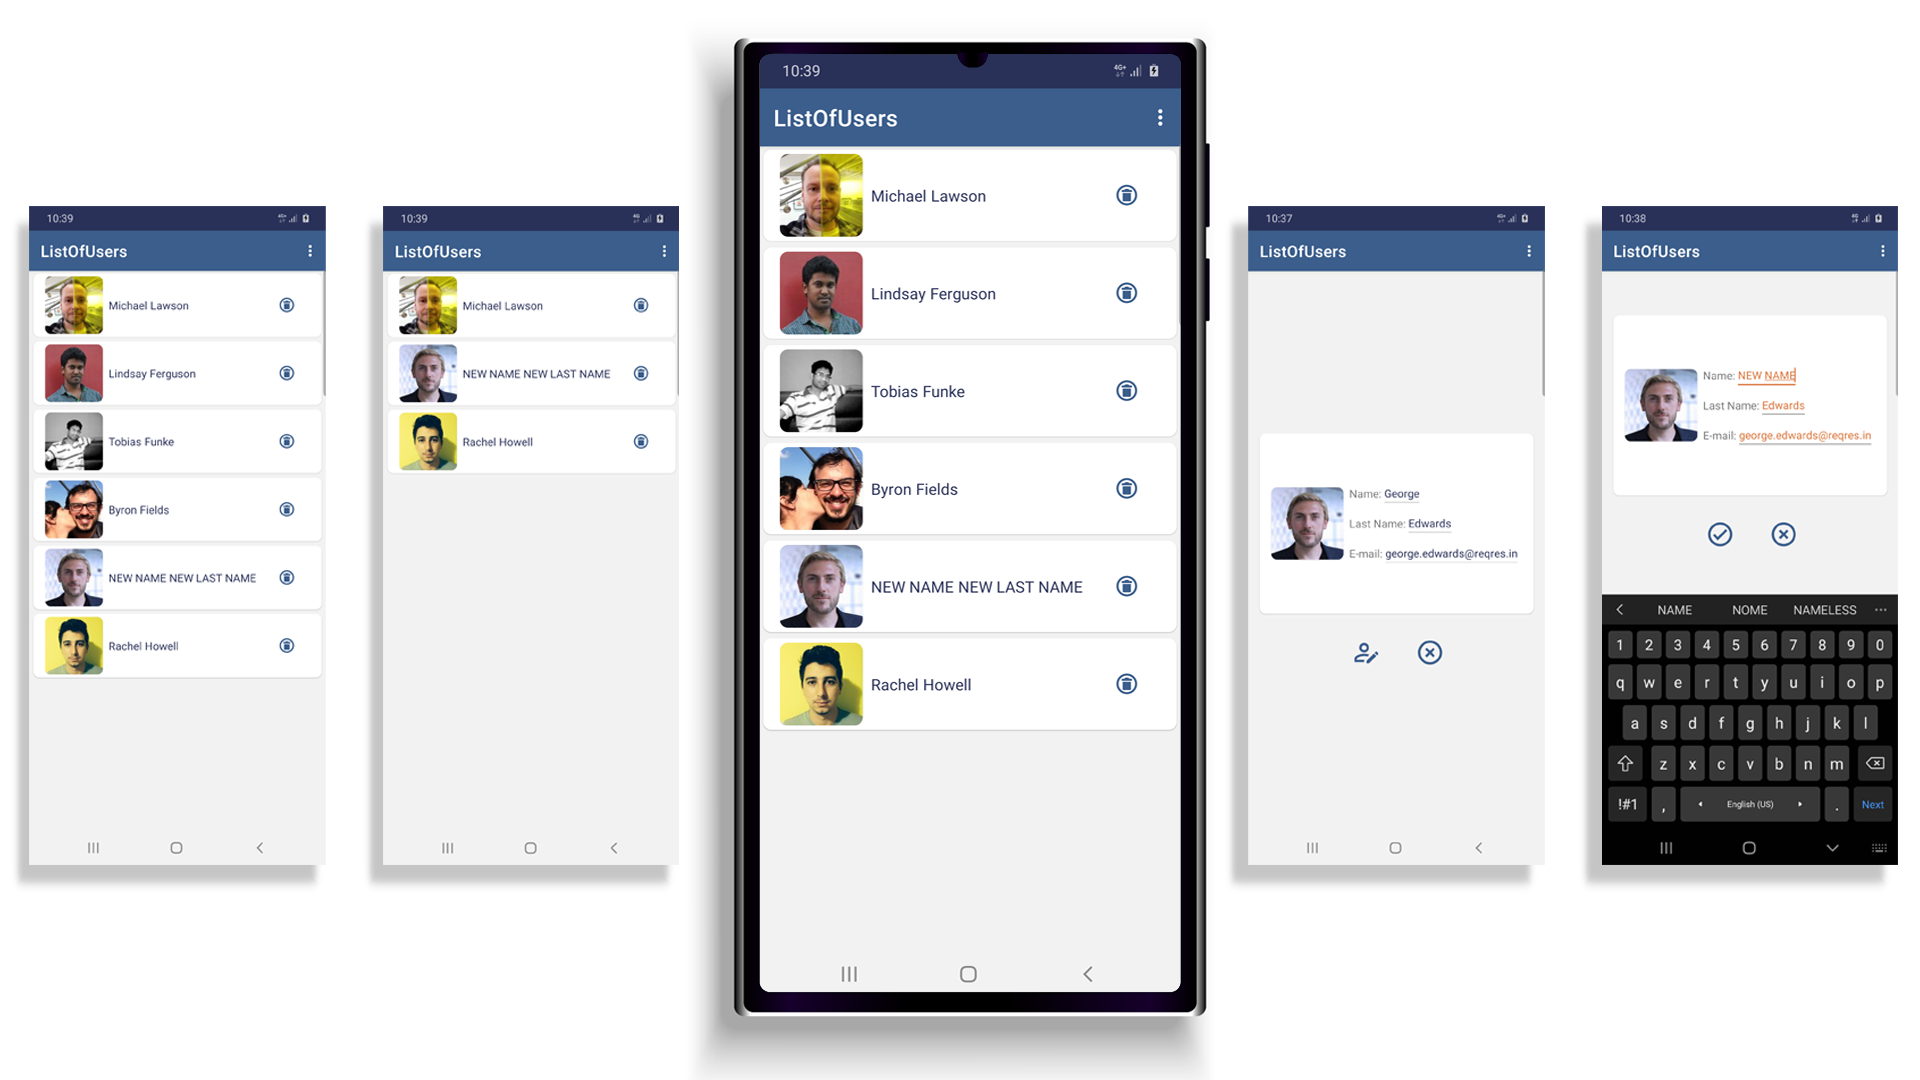 10:39
ListOfUsers
Michael Lawson
Lindsay Ferguson
Tobias Funke
Byron Fields
NEW NAME NEW LAST NAME
Rachel Howell
10:39
ListOfUsers
Michael Lawson
NEW NAME NEW LAST NAME
Rachel Howell
10:39
4G+
ListOfUsers
Michael Lawson
Lindsay Ferguson
Tobias Funke
Byron Fields
NEW NAME NEW LAST NAME
Rachel Howell
10:37
ListOfUsers
Name: George
Last Name: Edwards
E-mail: george.edwards@reqres.in
10:38
ListOfUsers
Name: NEW NAME
Last Name: Edwards
E-mail: george.edwards@reqres.in
NAME NOME NAMELESS
1 2 3 4 5 6 7 8 9 0
q w e r t y u i o p
a s d f g h j k l
z x c v b n m
!#1 , English (US) . Next